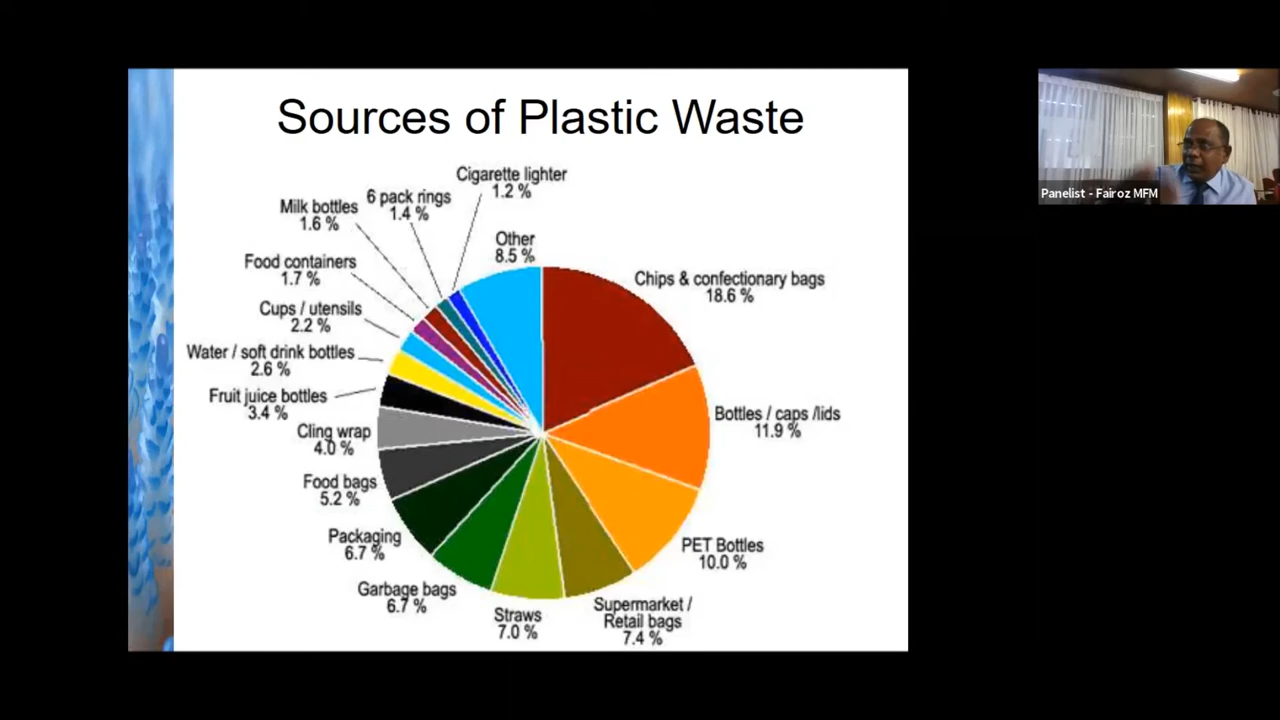 Sources of Plastic Waste
Cigarette lighter
1.2 %
6 pack rings
1.4 %
Milk bottles
1.6 %
Other
8.5 %
Food containers
1.7 %
Chips & confectionary bags
18.6 %
Cups / utensils
2.2 %
Water / soft drink bottles
2.6 %
Fruit juice bottles
3.4 %
Bottles / caps /lids
11.9 %
Cling wrap
4.0 %
Food bags
5.2 %
Packaging
6.7 %
PET Bottles
10.0 %
Garbage bags
6.7 %
Straws
7.0 %
Supermarket /
Retail bags
7.4 %
Panelist - Fairoz MFM